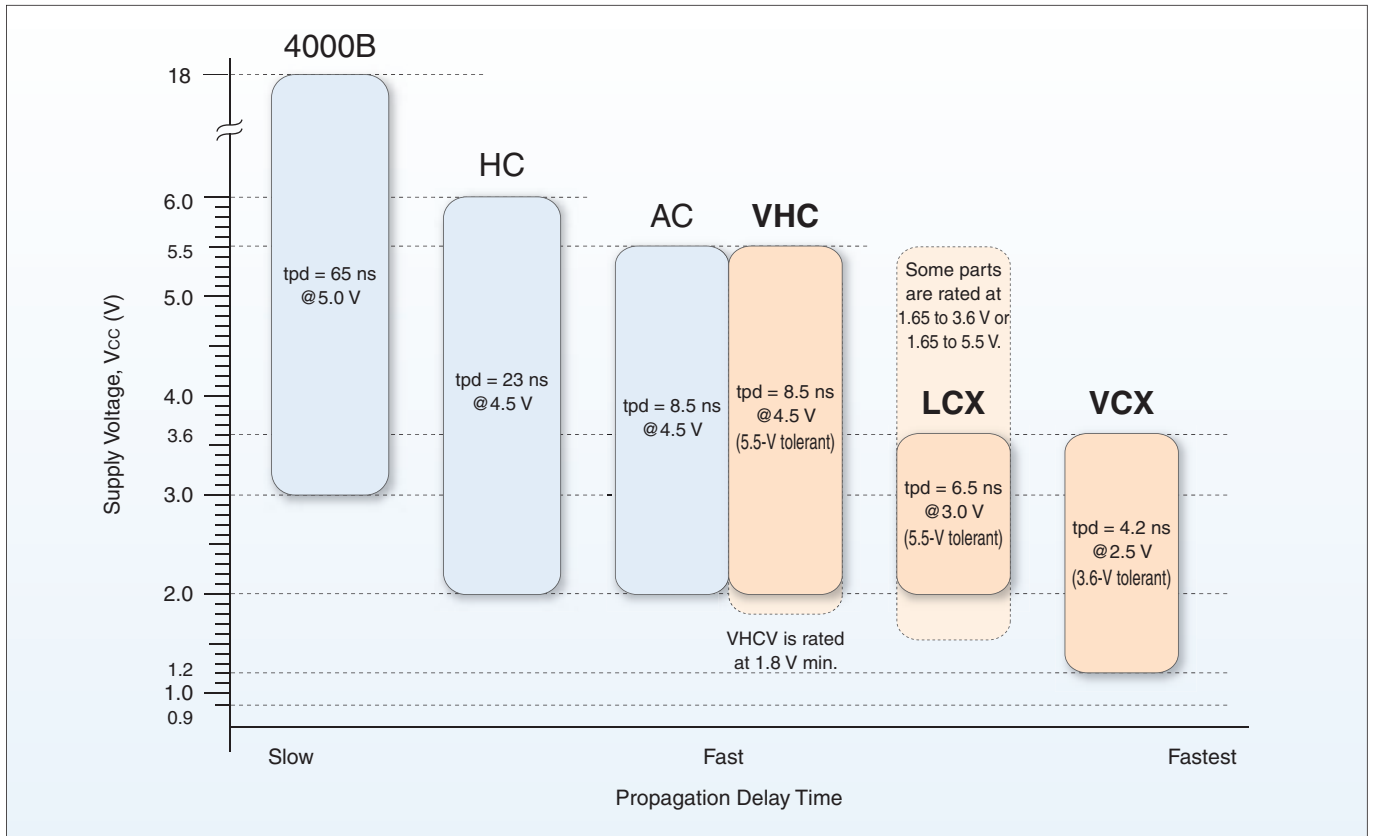 4000B
18
HC
6.0
AC
VHC
5.5
5.0
4.0
3.6
3.0
2.0
1.2
1.0
0.9
Supply Voltage, VCC (V)
tpd = 65 ns
@5.0 V
tpd = 23 ns
@4.5 V
tpd = 8.5 ns
@4.5 V
tpd = 8.5 ns
@4.5 V
(5.5-V tolerant)
VHCV is rated
at 1.8 V min.
Some parts
are rated at
1.65 to 3.6 V or
1.65 to 5.5 V.
LCX
tpd = 6.5 ns
@3.0 V
(5.5-V tolerant)
VCX
tpd = 4.2 ns
@2.5 V
(3.6-V tolerant)
Slow
Fast
Fastest
Propagation Delay Time